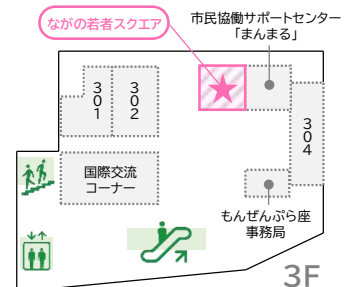 ながの若者スクエア
市民協働サポートセンター
「まんまる」
301
302
304
国際交流
コーナー
もんぜんぷら座
事務局
3F